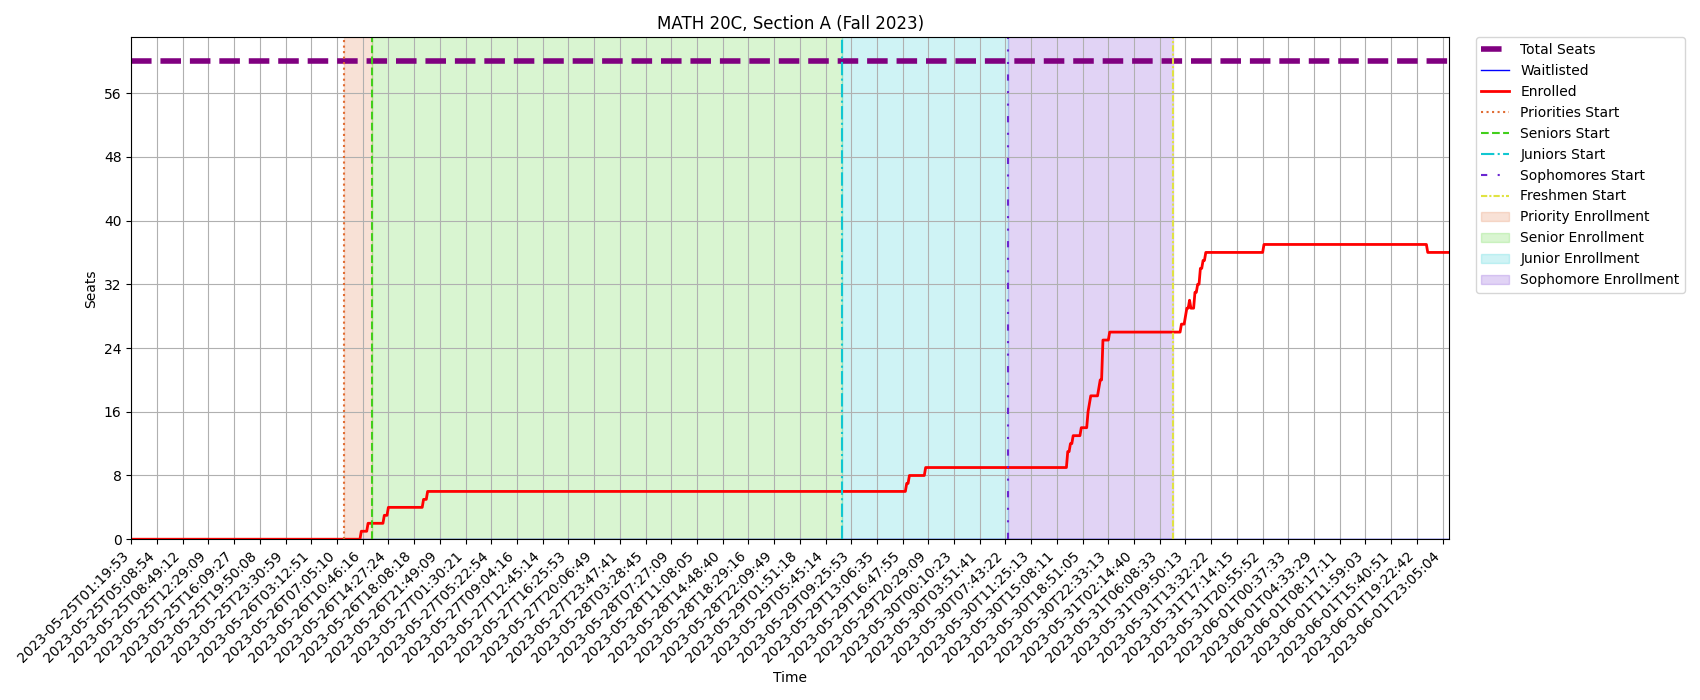 MATH 20C, Section A (Fall 2023)
Seats
56
48
40
32
24
16
8
0
2023-05-25T01:19:53
2023-05-25T05:08:54
2023-05-25T08:49:12
2023-05-25T12:29:09
2023-05-25T16:09:27
2023-05-25T19:50:08
2023-05-25T23:30:59
2023-05-26T03:12:51
2023-05-26T07:05:10
2023-05-26T10:46:16
2023-05-26T14:27:24
2023-05-26T18:08:18
2023-05-26T21:49:09
2023-05-27T01:30:21
2023-05-27T05:22:54
2023-05-27T09:04:16
2023-05-27T12:45:14
2023-05-27T16:25:53
2023-05-27T20:06:49
2023-05-27T23:47:41
2023-05-28T03:28:45
2023-05-28T07:27:09
2023-05-28T11:08:05
2023-05-28T14:48:40
2023-05-28T18:29:16
2023-05-28T22:09:49
2023-05-29T01:51:18
2023-05-29T05:45:14
2023-05-29T09:25:53
2023-05-29T13:06:35
2023-05-29T16:47:55
2023-05-29T20:29:09
2023-05-30T00:10:23
2023-05-30T03:51:41
2023-05-30T07:43:22
2023-05-30T11:25:13
2023-05-30T15:08:11
2023-05-30T18:51:05
2023-05-30T22:33:13
2023-05-31T02:14:40
2023-05-31T06:08:33
2023-05-31T09:50:13
2023-05-31T13:32:22
2023-05-31T17:14:15
2023-05-31T20:55:52
2023-06-01T00:37:33
2023-06-01T04:33:29
2023-06-01T08:17:11
2023-06-01T11:59:03
2023-06-01T15:40:51
2023-06-01T19:22:42
2023-06-01T23:05:04
Time
Total Seats
Waitlisted
Enrolled
Priorities Start
Seniors Start
Juniors Start
Sophomores Start
Freshmen Start
Priority Enrollment
Senior Enrollment
Junior Enrollment
Sophomore Enrollment